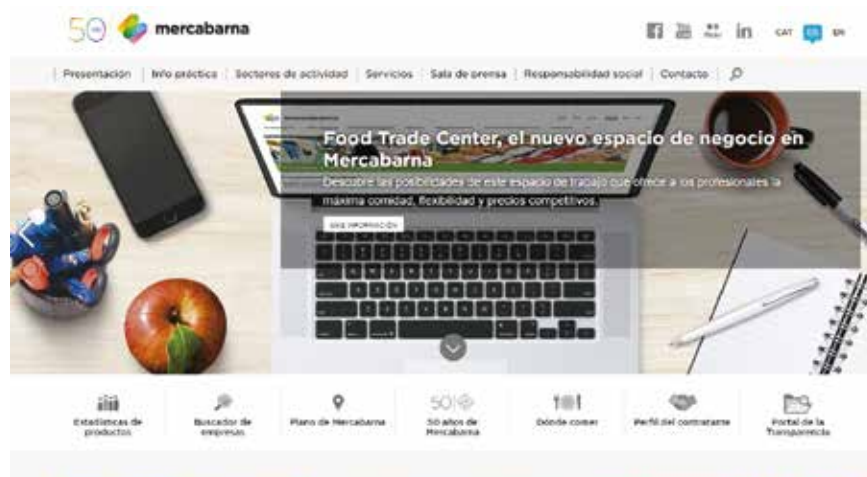 50 mercabarna
CAT ES EN
Presentación Info práctica Sectores de actividad Servicios Sala de prensa Responsabilidad social Contacto
Food Trade Center, el nuevo espacio de negocio en
Mercabarna
Descubre las posibilidades de este espacio de trabajo que ofrece a los profesionales la
máxima comidad, flexibilidad y precios competitivos.
MÁS INFORMACIÓN
Estadísticas de
productos
Buscador de
empresas
Plano de Mercabarna
50 años de
Mercabarna
Dónde comer
Perfil del contratante
Portal de la
Transparencia